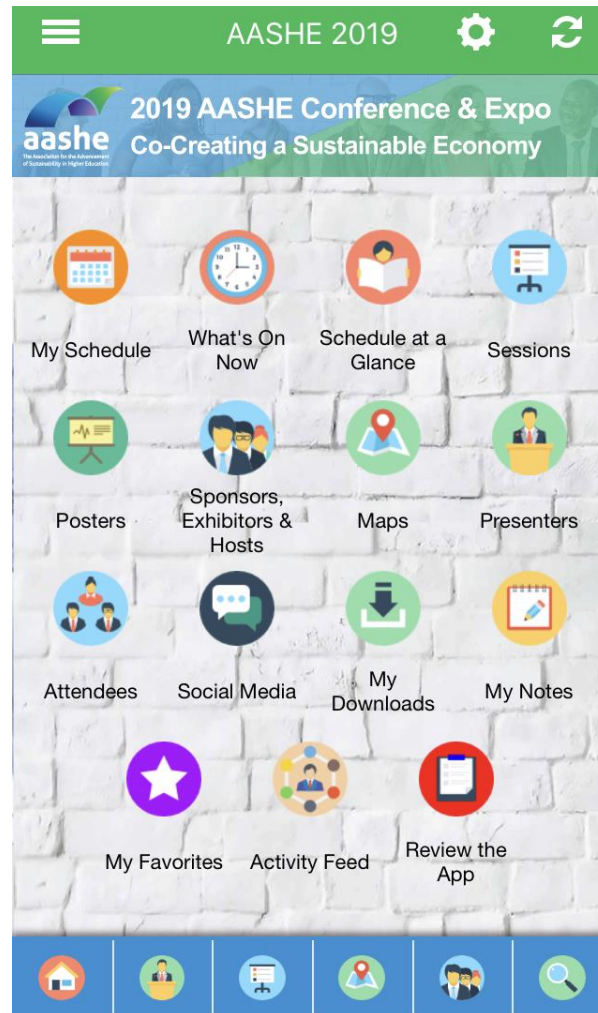 AASHE 2019
2019 AASHE Conference & Expo
aashe
The Association for the Advancement
of Sustainability in Higher Education
Co-Creating a Sustainable Economy
My Schedule
What's On
Now
Schedule at a
Glance
Sessions
Posters
Sponsors,
Exhibitors &
Hosts
Maps
Presenters
Attendees
Social Media
My
Downloads
My Notes
My Favorites
Activity Feed
Review the
App